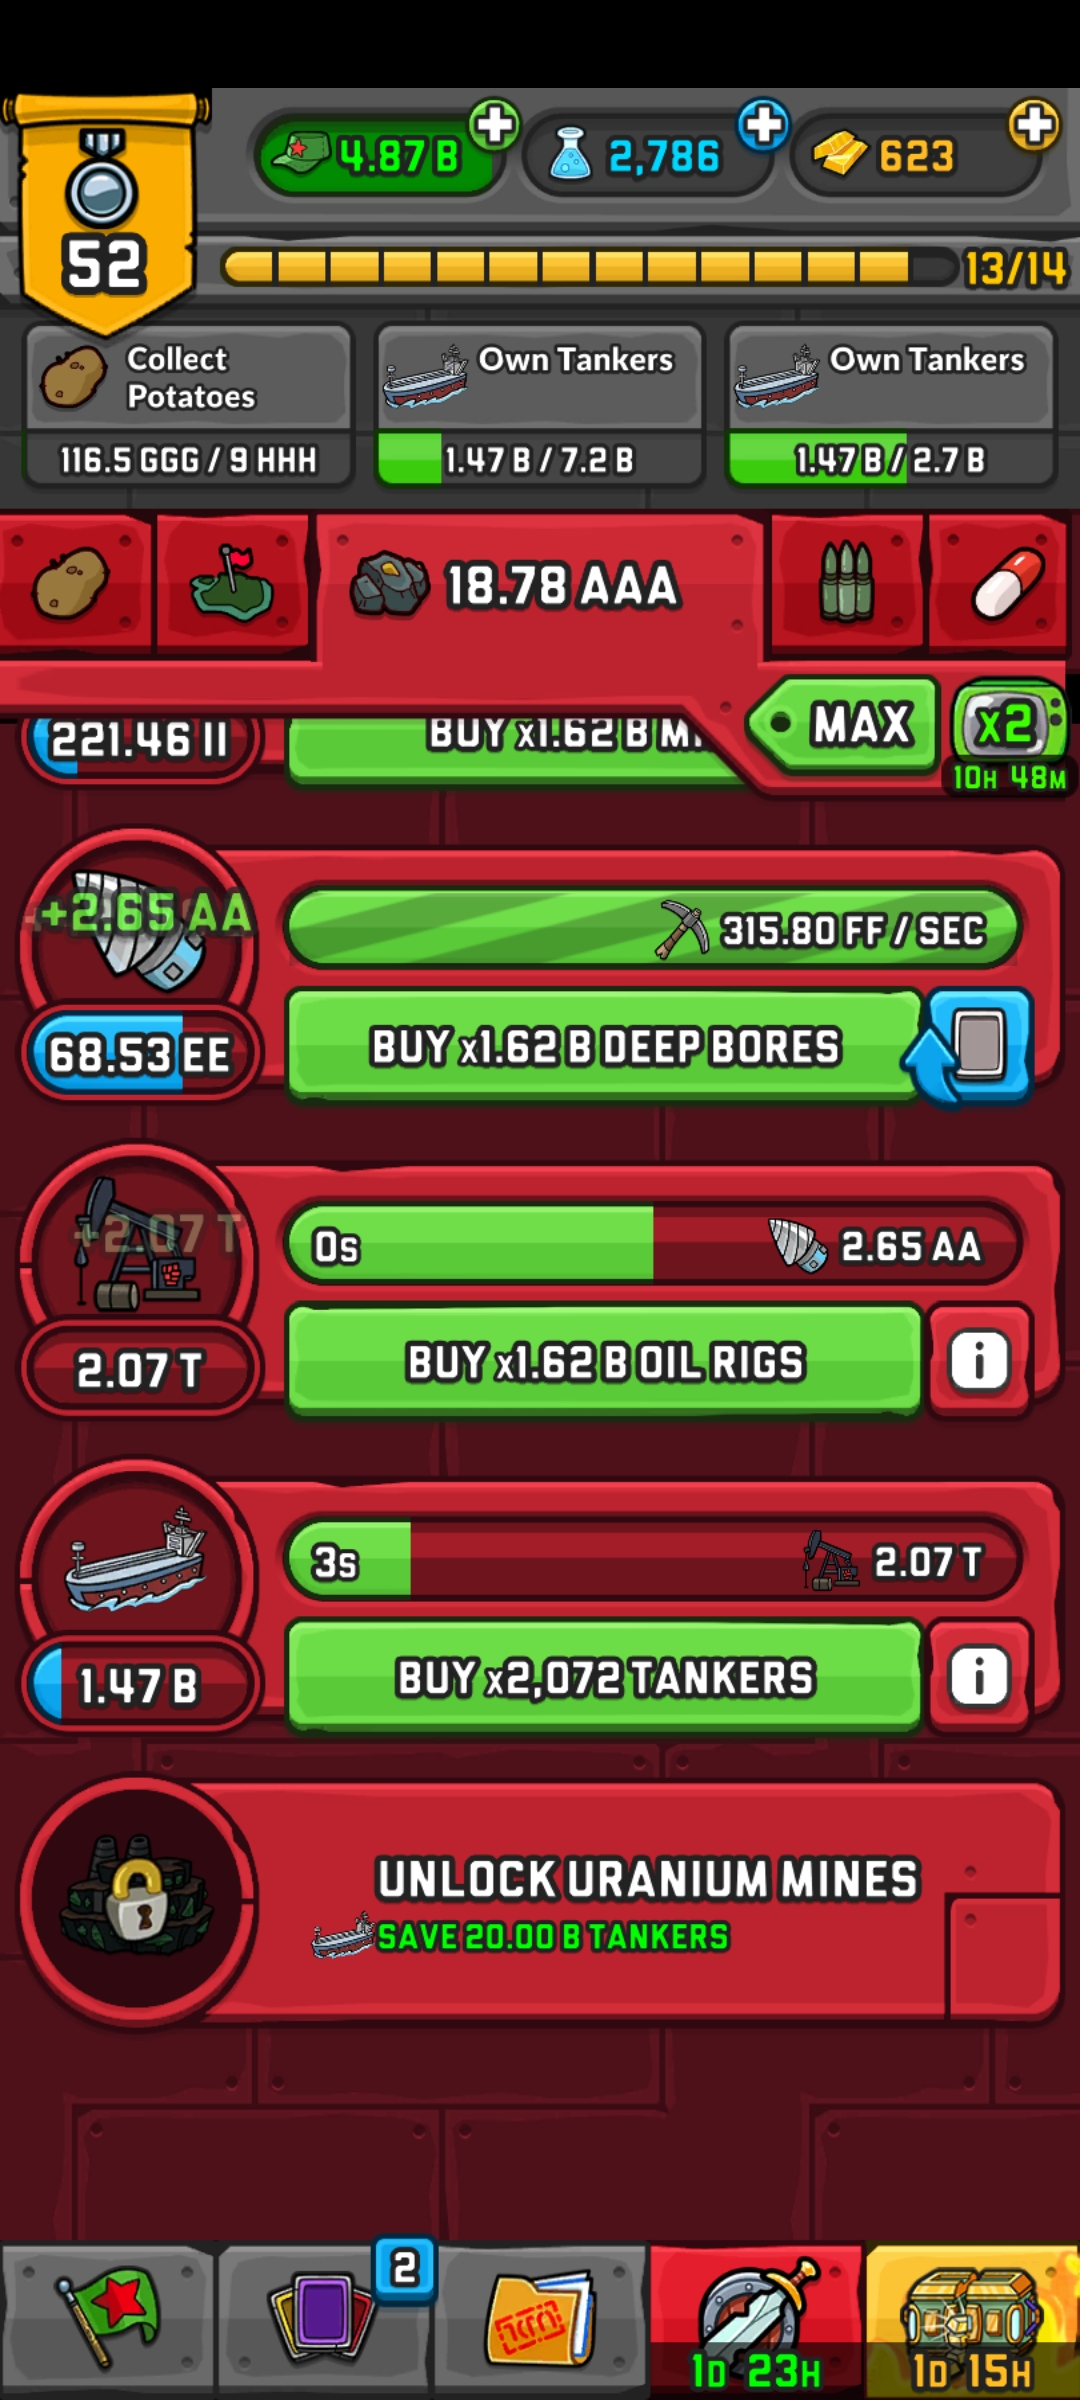 4.87 B
2,786
623
52
13/14
Collect
Potatoes
Own Tankers
Own Tankers
116.5 GGG / 9 HHH
1.47 B / 7.2 B
1.47 B / 2.7 B
18.78 AAA
MAX
x2
10H 48M
221.46 II
BUY x1.62 B
+2.65 AA
315.80 FF / SEC
68.53 EE
BUY x1.62 B DEEP BORES
+2.07 T
0s
2.65 AA
2.07 T
BUY x1.62 B OIL RIGS
i
3s
2.07 T
1.47 B
BUY x2,072 TANKERS
i
UNLOCK URANIUM MINES
SAVE 20.00 B TANKERS
2
1D 23H
1D 15H